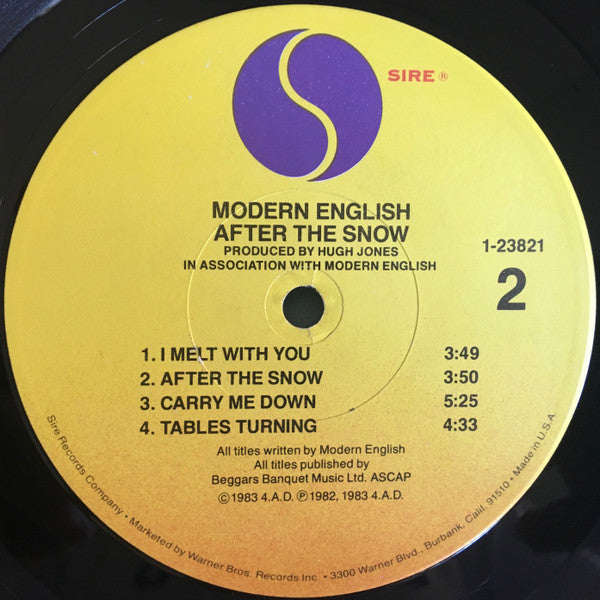 SIRE ®
MODERN ENGLISH
AFTER THE SNOW
PRODUCED BY HUGH JONES
IN ASSOCIATION WITH MODERN ENGLISH
1-23821
2
1. I MELT WITH YOU 3:49
2. AFTER THE SNOW 3:50
3. CARRY ME DOWN 5:25
4. TABLES TURNING 4:33
All titles written by Modern English
All titles published by
Beggars Banquet Music Ltd. ASCAP
©1983 4.A.D. ℗1982, 1983 4.A.D.
Sire Records Company • Marketed by Warner Bros. Records Inc. • 3300 Warner Blvd., Burbank, Calif. 91510 • Made in U.S.A.